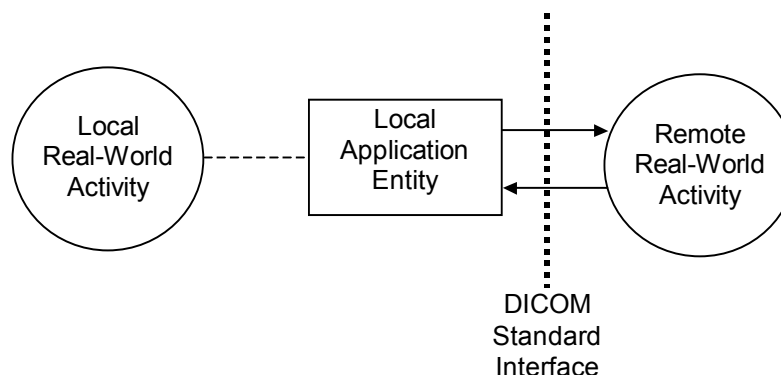 Local
Real-World
Activity
Local
Application
Entity
Remote
Real-World
Activity
DICOM
Standard
Interface